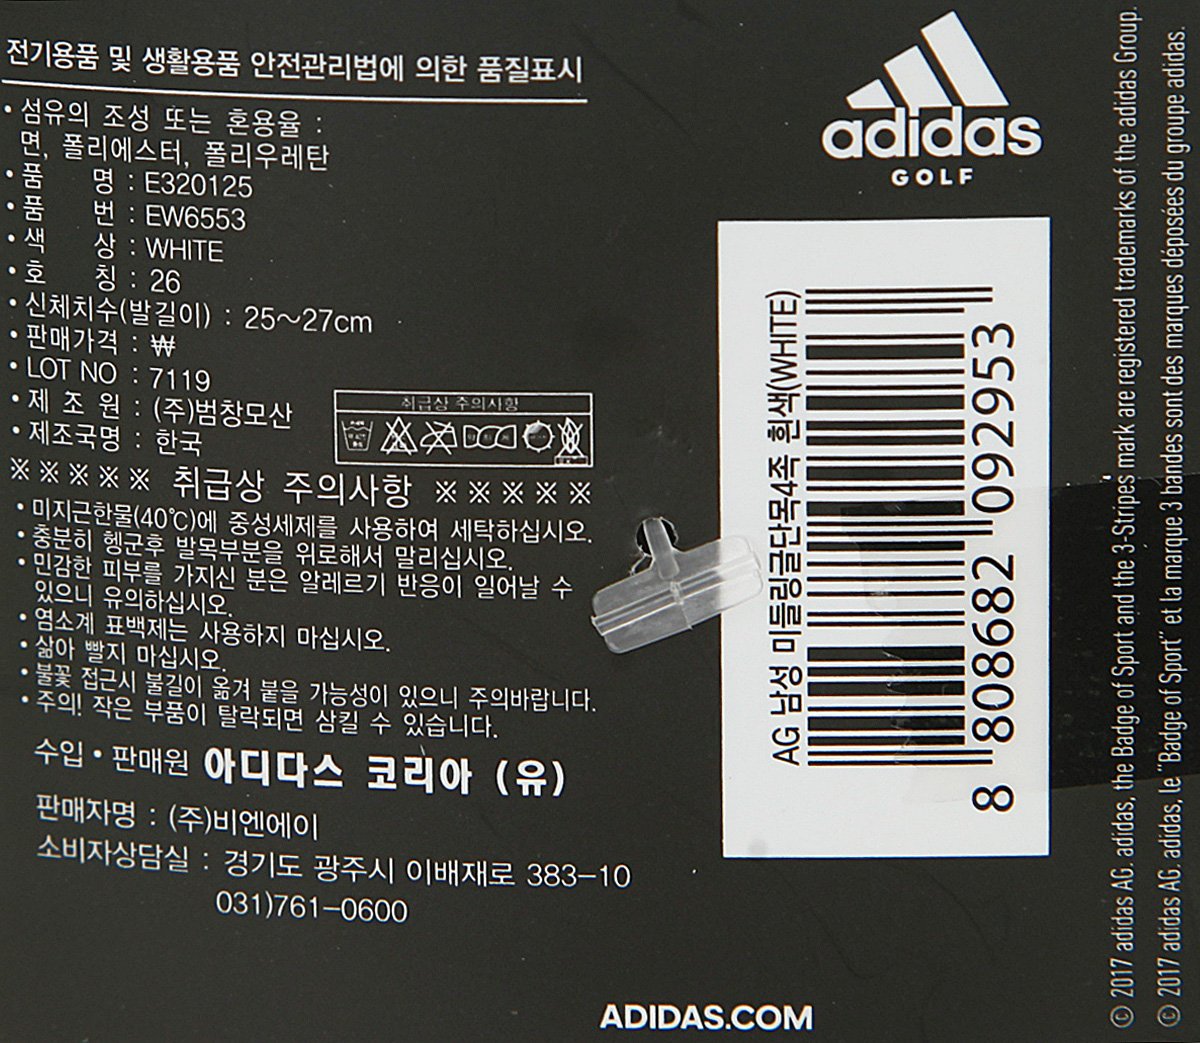 전기용품 및 생활용품 안전관리법에 의한 품질표시
• 섬유의 조성 또는 혼용율 :
면, 폴리에스터, 폴리우레탄
• 품 명 : E320125
• 품 번 : EW6553
• 색 상 : WHITE
• 호 칭 : 26
• 신체치수(발길이) : 25~27cm
• 판매가격 : ₩
• LOT NO : 7119
• 제 조 원 : (주)범창모산
• 제조국명 : 한국
취급상 주의사항
※※※※※ 취급상 주의사항 ※※※※※
• 미지근한물(40℃)에 중성세제를 사용하여 세탁하십시오.
• 충분히 헹군후 발목부분을 위로해서 말리십시오.
• 민감한 피부를 가지신 분은 알레르기 반응이 일어날 수
있으니 유의하십시오.
• 염소계 표백제는 사용하지 마십시오.
• 삶아 빨지 마십시오.
• 불꽃 접근시 불길이 옮겨 붙을 가능성이 있으니 주의바랍니다.
• 주의! 작은 부품이 탈락되면 삼킬 수 있습니다.
수입 • 판매원 아디다스 코리아 (유)
판매자명 : (주)비엔에이
소비자상담실 : 경기도 광주시 이배재로 383-10
031)761-0600
adidas
GOLF
AG 남성 미들링글단목4족 흰색(WHITE)
8 808682 092953
© 2017 adidas AG. adidas, the Badge of Sport and the 3-Stripes mark are registered trademarks of the adidas Group.
© 2017 adidas AG. adidas, le "Badge of Sport" et la marque 3 bandes sont des marques déposées du groupe adidas.
ADIDAS.COM